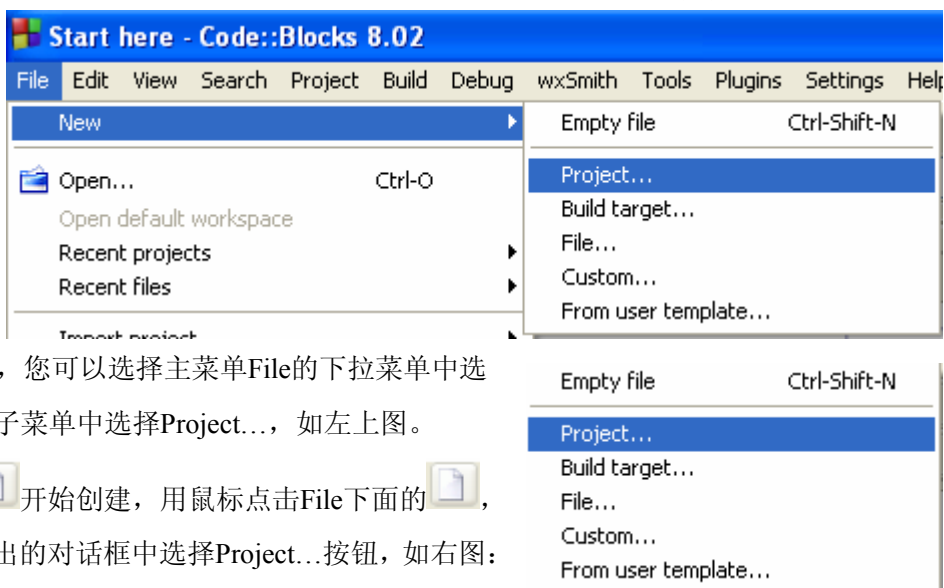 Start here - Code::Blocks 8.02
File Edit View Search Project Build Debug wxSmith Tools Plugins Settings Help
New
Open... Ctrl-O
Open default workspace
Recent projects
Recent files
Import project
Empty file Ctrl-Shift-N
Project...
Build target...
File...
Custom...
From user template...
，您可以选择主菜单File的下拉菜单中选
子菜单中选择Project…，如左上图。
开始创建，用鼠标点击File下面的，
出的对话框中选择Project…按钮，如右图：
Empty file Ctrl-Shift-N
Project...
Build target...
File...
Custom...
From user template...